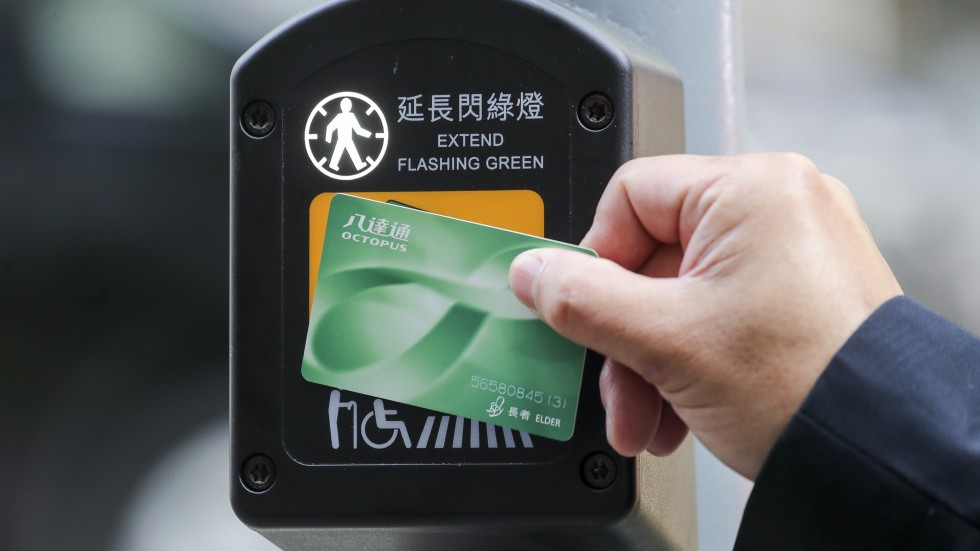 延長閃綠燈
EXTEND
FLASHING GREEN
八達通
OCTOPUS
56580845 (3)
長者 ELDER